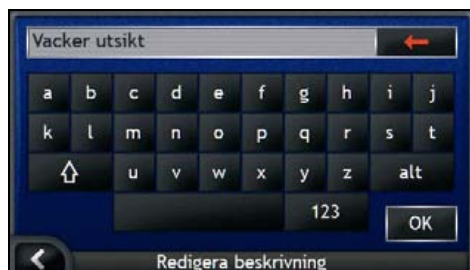 Vacker utsikt
a b c d e f g h i j
k l m n o p q r s t
u v w x y z alt
123
OK
Redigera beskrivning